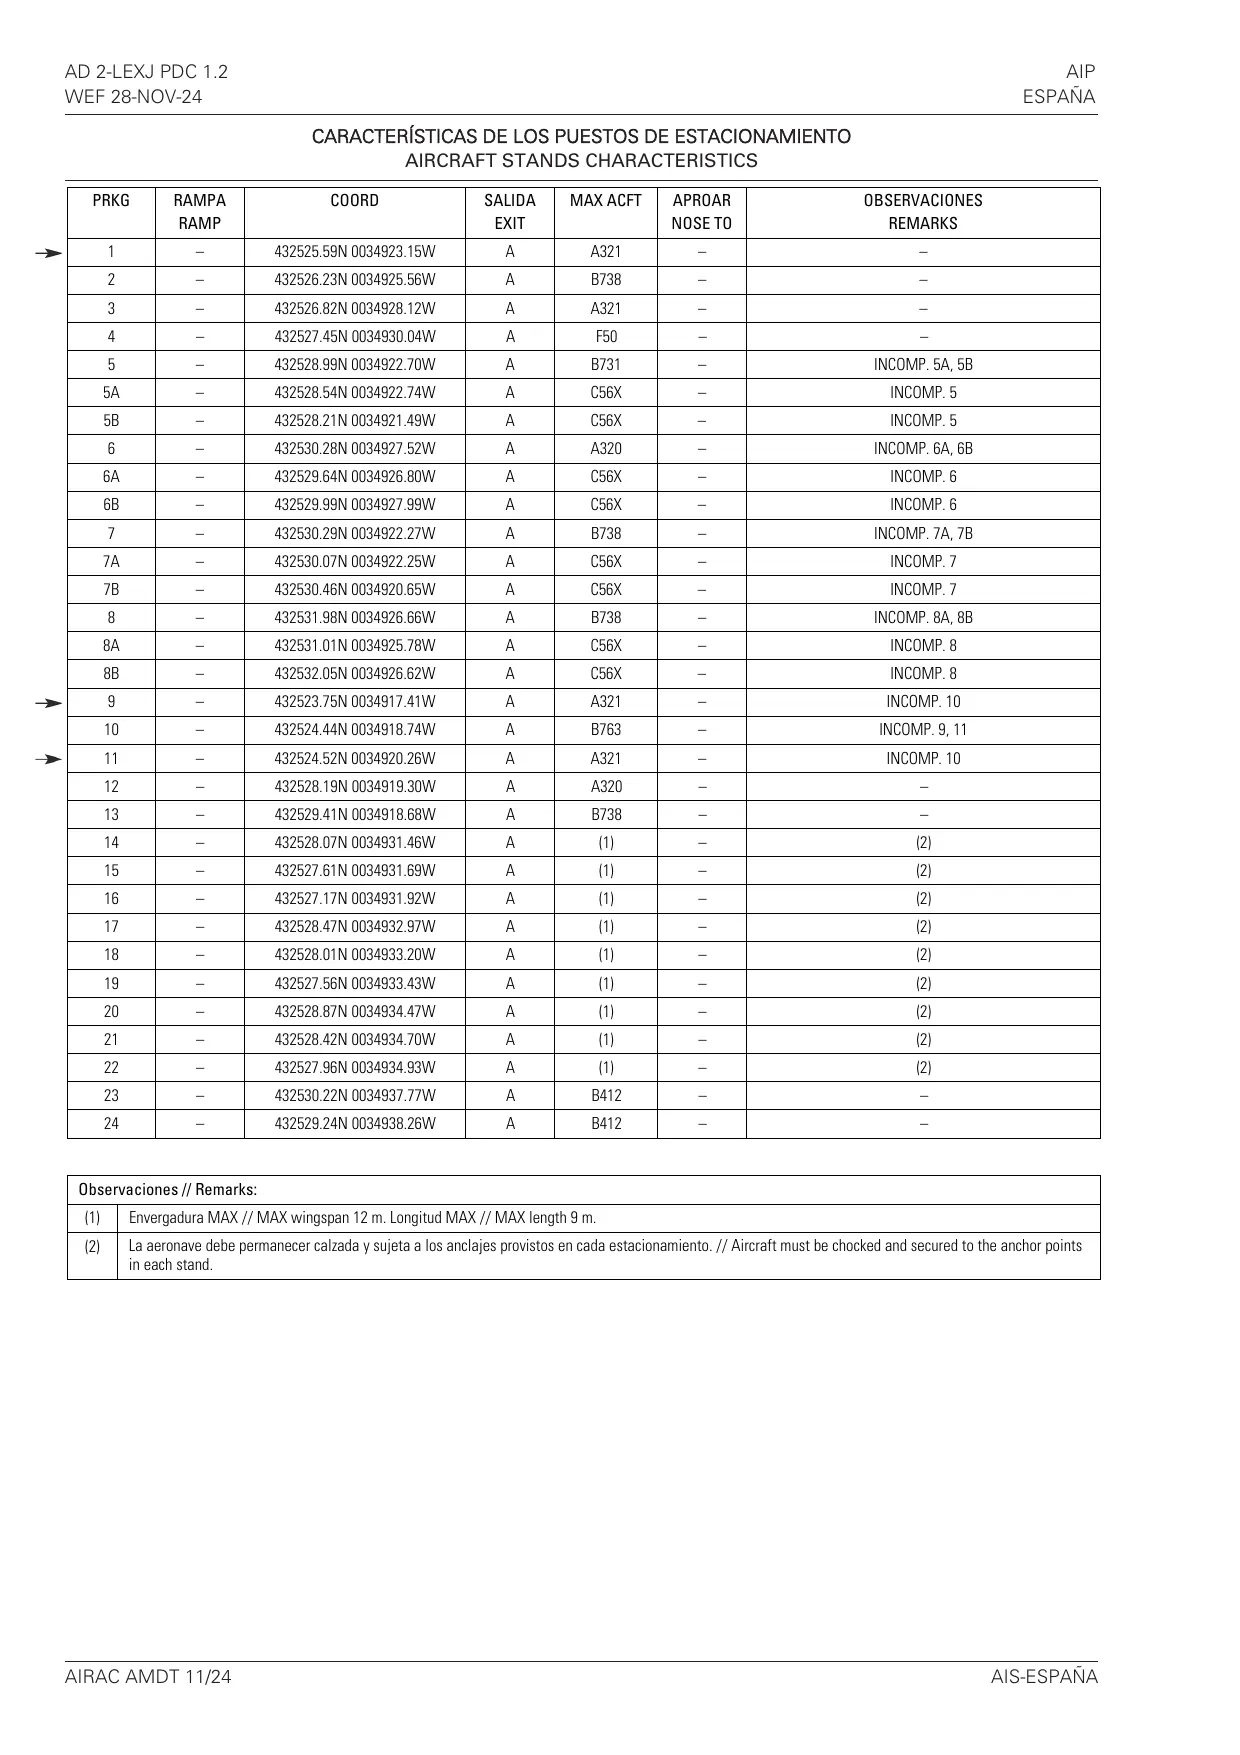 AD 2-LEXJ PDC 1.2 AIP
WEF 28-NOV-24 ESPAÑA
CARACTERÍSTICAS DE LOS PUESTOS DE ESTACIONAMIENTO
AIRCRAFT STANDS CHARACTERISTICS
PRKG RAMPA COORD SALIDA MAX ACFT APROAR OBSERVACIONES
RAMP EXIT NOSE TO REMARKS
1 – 432525.59N 0034923.15W A A321 – –
2 – 432526.23N 0034925.56W A B738 – –
3 – 432526.82N 0034928.12W A A321 – –
4 – 432527.45N 0034930.04W A F50 – –
5 – 432528.99N 0034922.70W A B731 – INCOMP. 5A, 5B
5A – 432528.54N 0034922.74W A C56X – INCOMP. 5
5B – 432528.21N 0034921.49W A C56X – INCOMP. 5
6 – 432530.28N 0034927.52W A A320 – INCOMP. 6A, 6B
6A – 432529.64N 0034926.80W A C56X – INCOMP. 6
6B – 432529.99N 0034927.99W A C56X – INCOMP. 6
7 – 432530.29N 0034922.27W A B738 – INCOMP. 7A, 7B
7A – 432530.07N 0034922.25W A C56X – INCOMP. 7
7B – 432530.46N 0034920.65W A C56X – INCOMP. 7
8 – 432531.98N 0034926.66W A B738 – INCOMP. 8A, 8B
8A – 432531.01N 0034925.78W A C56X – INCOMP. 8
8B – 432532.05N 0034926.62W A C56X – INCOMP. 8
9 – 432523.75N 0034917.41W A A321 – INCOMP. 10
10 – 432524.44N 0034918.74W A B763 – INCOMP. 9, 11
11 – 432524.52N 0034920.26W A A321 – INCOMP. 10
12 – 432528.19N 0034919.30W A A320 – –
13 – 432529.41N 0034918.68W A B738 – –
14 – 432528.07N 0034931.46W A (1) – (2)
15 – 432527.61N 0034931.69W A (1) – (2)
16 – 432527.17N 0034931.92W A (1) – (2)
17 – 432528.47N 0034932.97W A (1) – (2)
18 – 432528.01N 0034933.20W A (1) – (2)
19 – 432527.56N 0034933.43W A (1) – (2)
20 – 432528.87N 0034934.47W A (1) – (2)
21 – 432528.42N 0034934.70W A (1) – (2)
22 – 432527.96N 0034934.93W A (1) – (2)
23 – 432530.22N 0034937.77W A B412 – –
24 – 432529.24N 0034938.26W A B412 – –
Observaciones // Remarks:
(1) Envergadura MAX // MAX wingspan 12 m. Longitud MAX // MAX length 9 m.
(2) La aeronave debe permanecer calzada y sujeta a los anclajes provistos en cada estacionamiento. // Aircraft must be chocked and secured to the anchor points
in each stand.
AIRAC AMDT 11/24 AIS-ESPAÑA